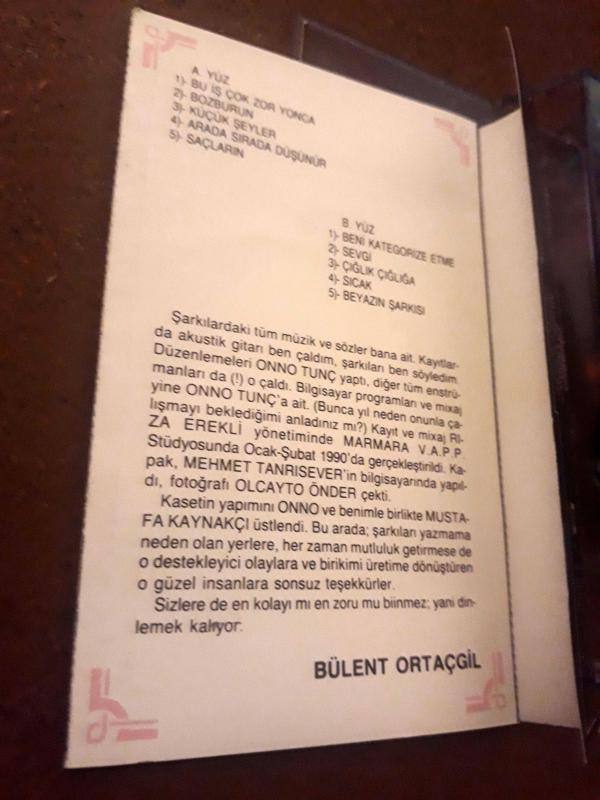 A. YÜZ
1)- BU İŞ ÇOK ZOR YONCA
2)- BOZBURUN
3)- KÜÇÜK ŞEYLER
4)- ARADA SIRADA DÜŞÜNÜR
5)- SAÇLARIN
B. YÜZ
1)- BENİ KATEGORİZE ETME
2)- SEVGİ
3)- ÇIĞLIK ÇIĞLIĞA
4)- SICAK
5)- BEYAZIN ŞARKISI
Şarkılardaki tüm müzik ve sözler bana ait. Kayıtlar-
da akustik gitarı ben çaldım, şarkıları ben söyledim.
Düzenlemeleri ONNO TUNÇ yaptı, diğer tüm enstrü-
manları da (!) o çaldı. Bilgisayar programları ve mixaj
yine ONNO TUNÇ'a ait. (Bunca yıl neden onunla ça-
lışmayı beklediğimi anladınız mı?) Kayıt ve mixaj RI-
ZA EREKLİ yönetiminde MARMARA V.A.P.P.
Stüdyosunda Ocak-Şubat 1990'da gerçekleştirildi. Ka-
pak, MEHMET TANRISEVER'in bilgisayarında yapıl-
dı, fotoğrafı OLCAYTO ÖNDER çekti.
Kasetin yapımını ONNO ve benimle birlikte MUSTA-
FA KAYNAKÇI üstlendi. Bu arada; şarkıları yazmama
neden olan yerlere, her zaman mutluluk getirmese de
o destekleyici olaylara ve birikimi üretime dönüştüren
o güzel insanlara sonsuz teşekkürler.
Sizlere de en kolayı mı en zoru mu biinmez; yani din-
lemek kalıyor.
BÜLENT ORTAÇGİL